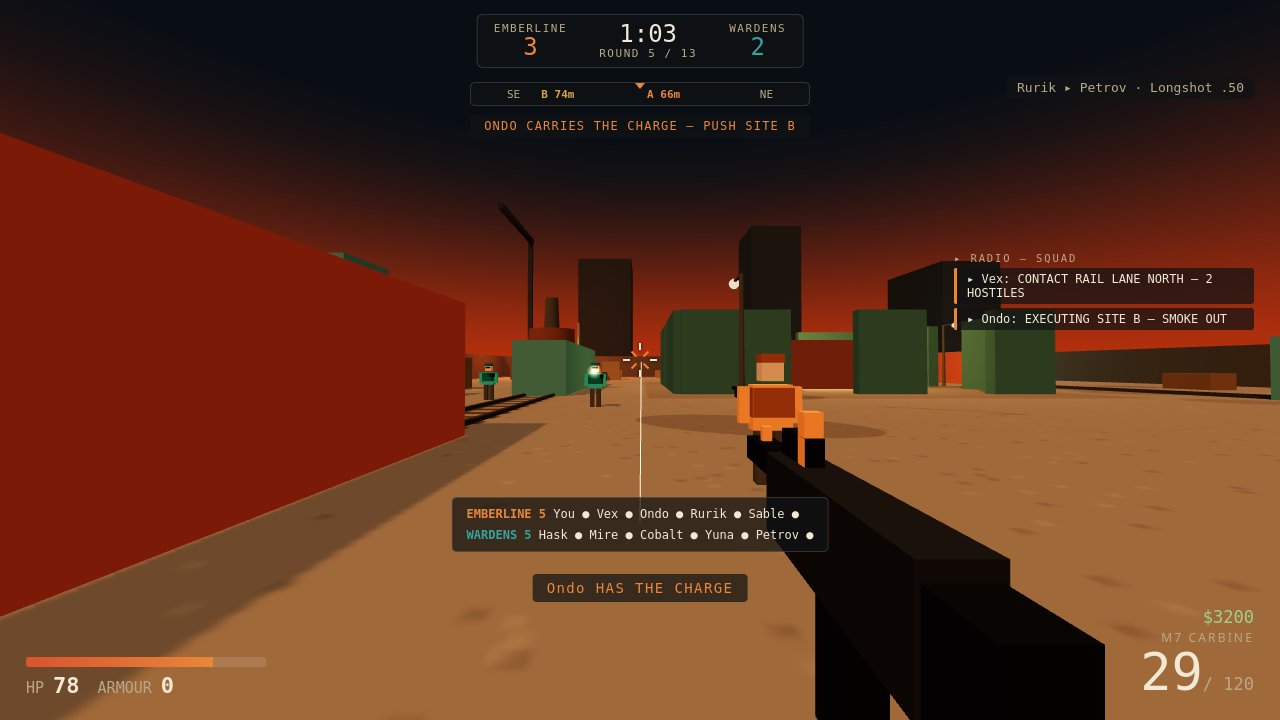 EMBERLINE 1:03 WARDENS
3 ROUND 5 / 13 2
SE B 74m A 66m NE
ONDO CARRIES THE CHARGE — PUSH SITE B
Rurik ▸ Petrov · Longshot .50
▸ RADIO — SQUAD
▸ Vex: CONTACT RAIL LANE NORTH — 2
HOSTILES
▸ Ondo: EXECUTING SITE B — SMOKE OUT
EMBERLINE 5 You ● Vex ● Ondo ● Rurik ● Sable ●
WARDENS 5 Hask ● Mire ● Cobalt ● Yuna ● Petrov ●
Ondo HAS THE CHARGE
HP 78 ARMOUR 0
$3200
M7 CARBINE
29 / 120